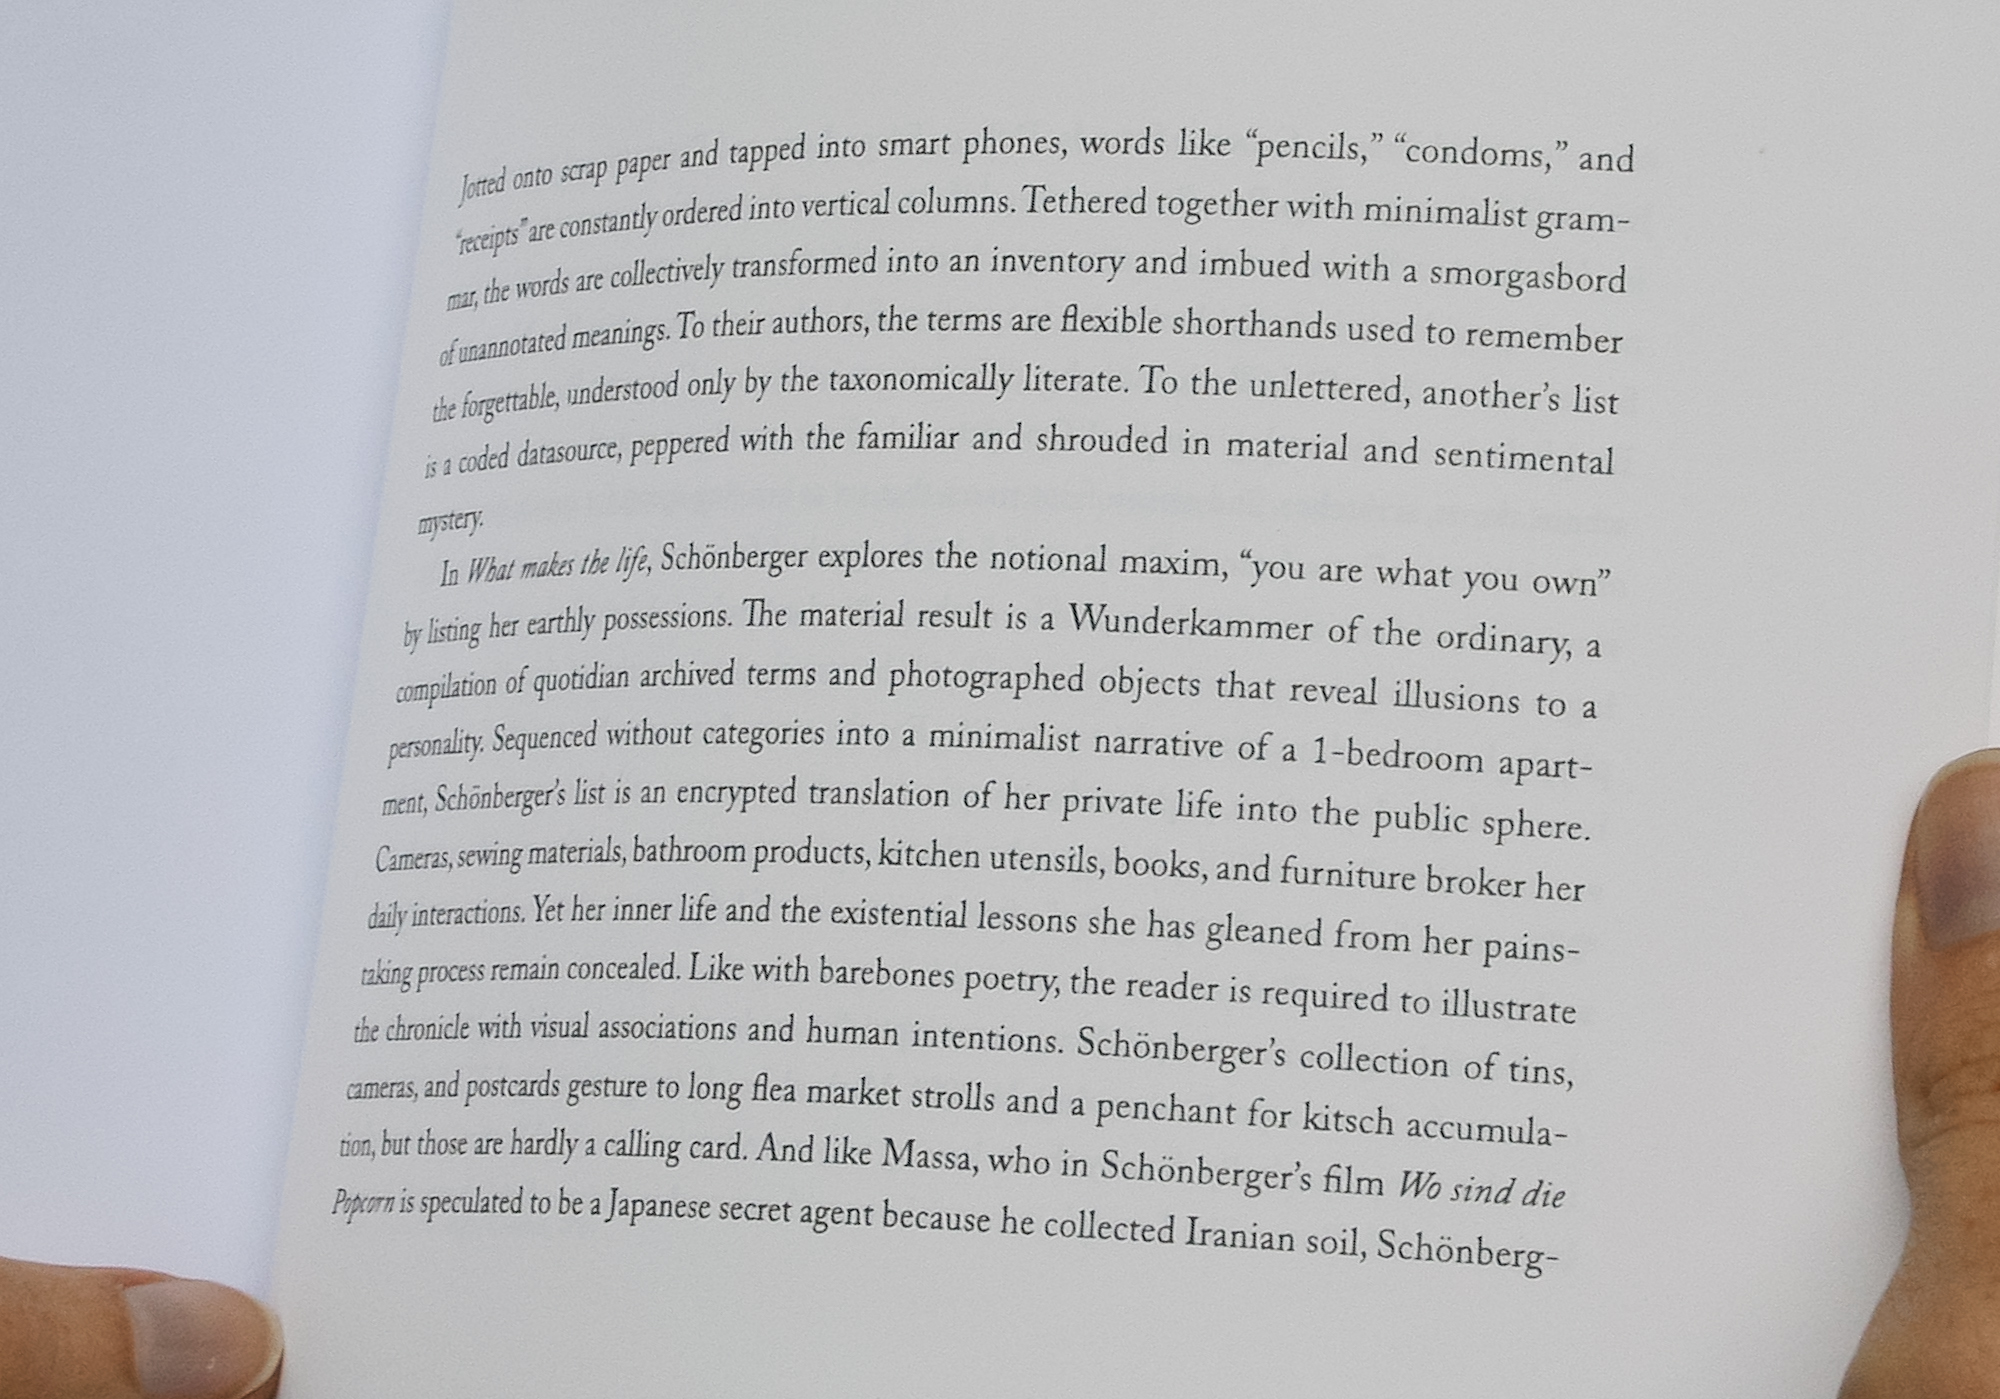 Jotted onto scrap paper and tapped into smart phones, words like “pencils,” “condoms,” and
“receipts” are constantly ordered into vertical columns. Tethered together with minimalist gram-
mar, the words are collectively transformed into an inventory and imbued with a smorgasbord
of unannotated meanings. To their authors, the terms are flexible shorthands used to remember
the forgettable, understood only by the taxonomically literate. To the unlettered, another’s list
is a coded datasource, peppered with the familiar and shrouded in material and sentimental
mystery.
In What makes the life, Schönberger explores the notional maxim, “you are what you own”
by listing her earthly possessions. The material result is a Wunderkammer of the ordinary, a
compilation of quotidian archived terms and photographed objects that reveal illusions to a
personality. Sequenced without categories into a minimalist narrative of a 1-bedroom apart-
ment, Schönberger’s list is an encrypted translation of her private life into the public sphere.
Cameras, sewing materials, bathroom products, kitchen utensils, books, and furniture broker her
daily interactions. Yet her inner life and the existential lessons she has gleaned from her pains-
taking process remain concealed. Like with barebones poetry, the reader is required to illustrate
the chronicle with visual associations and human intentions. Schönberger’s collection of tins,
cameras, and postcards gesture to long flea market strolls and a penchant for kitsch accumula-
tion, but those are hardly a calling card. And like Massa, who in Schönberger’s film Wo sind die
Popcorn is speculated to be a Japanese secret agent because he collected Iranian soil, Schönberg-